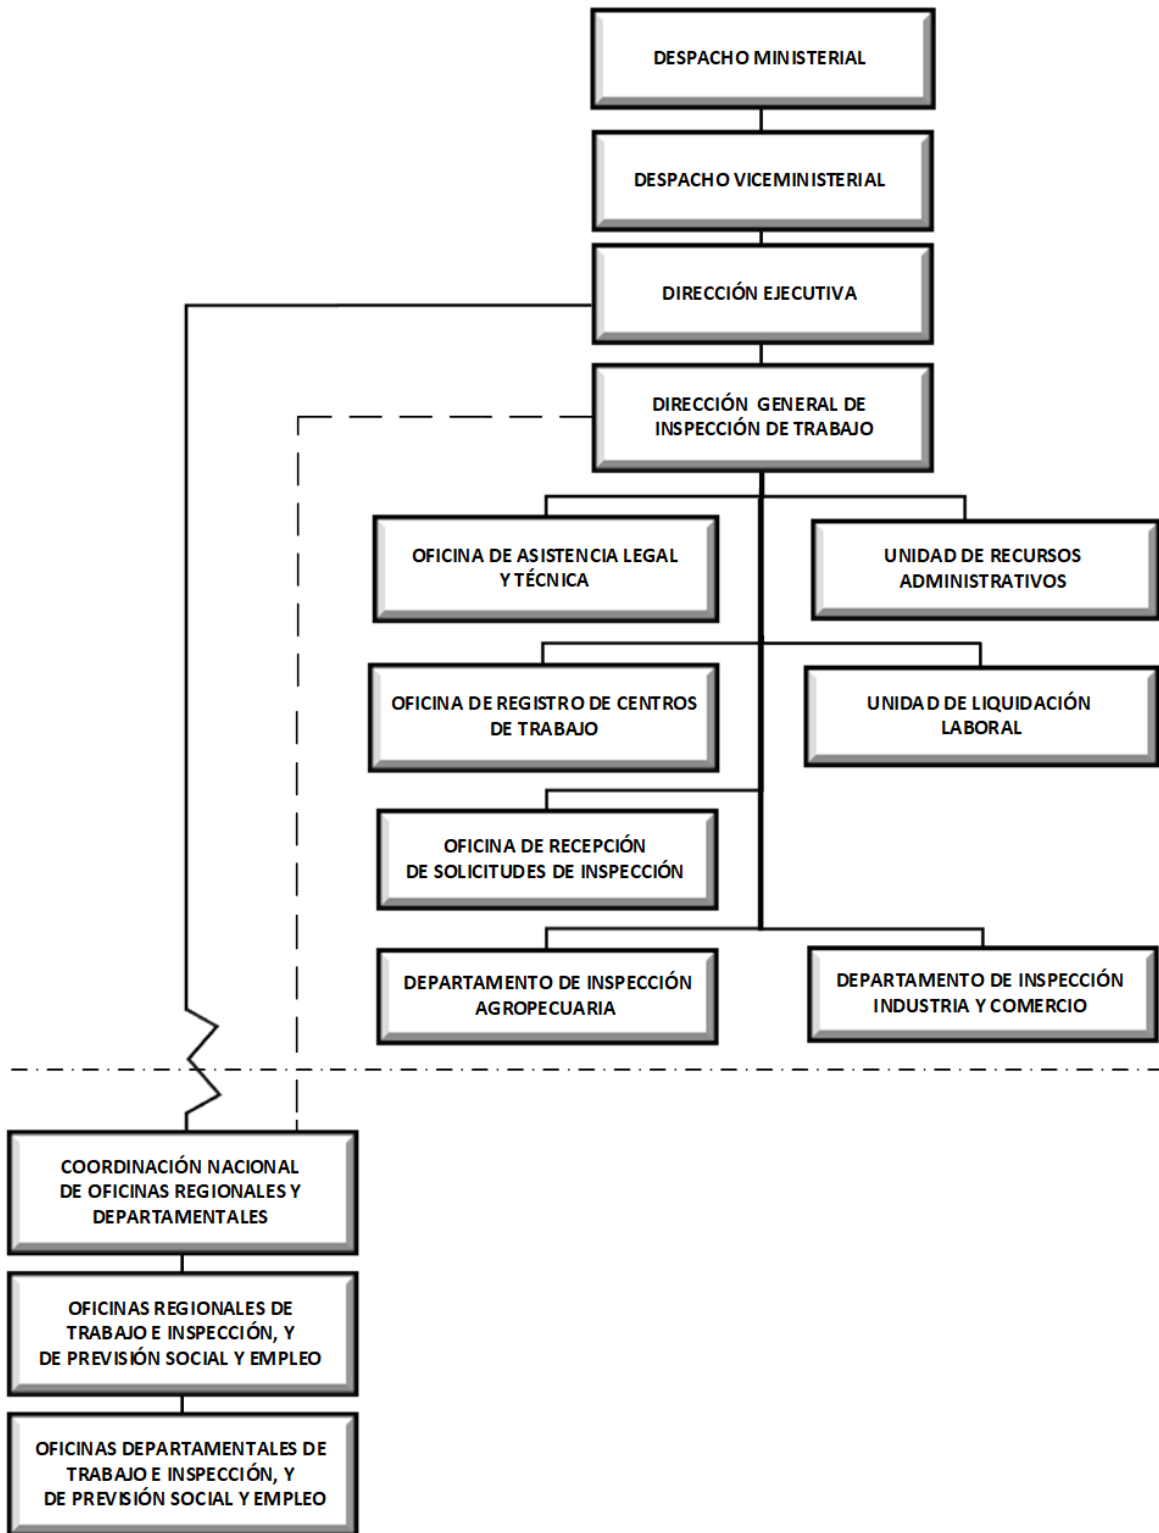 DESPACHO MINISTERIAL
DESPACHO VICEMINISTERIAL
DIRECCIÓN EJECUTIVA
DIRECCIÓN GENERAL DE
INSPECCIÓN DE TRABAJO
OFICINA DE ASISTENCIA LEGAL
Y TÉCNICA
UNIDAD DE RECURSOS
ADMINISTRATIVOS
OFICINA DE REGISTRO DE CENTROS
DE TRABAJO
UNIDAD DE LIQUIDACIÓN
LABORAL
OFICINA DE RECEPCIÓN
DE SOLICITUDES DE INSPECCIÓN
DEPARTAMENTO DE INSPECCIÓN
AGROPECUARIA
DEPARTAMENTO DE INSPECCIÓN
INDUSTRIA Y COMERCIO
COORDINACIÓN NACIONAL
DE OFICINAS REGIONALES Y
DEPARTAMENTALES
OFICINAS REGIONALES DE
TRABAJO E INSPECCIÓN, Y
DE PREVISIÓN SOCIAL Y EMPLEO
OFICINAS DEPARTAMENTALES DE
TRABAJO E INSPECCIÓN, Y
DE PREVISIÓN SOCIAL Y EMPLEO